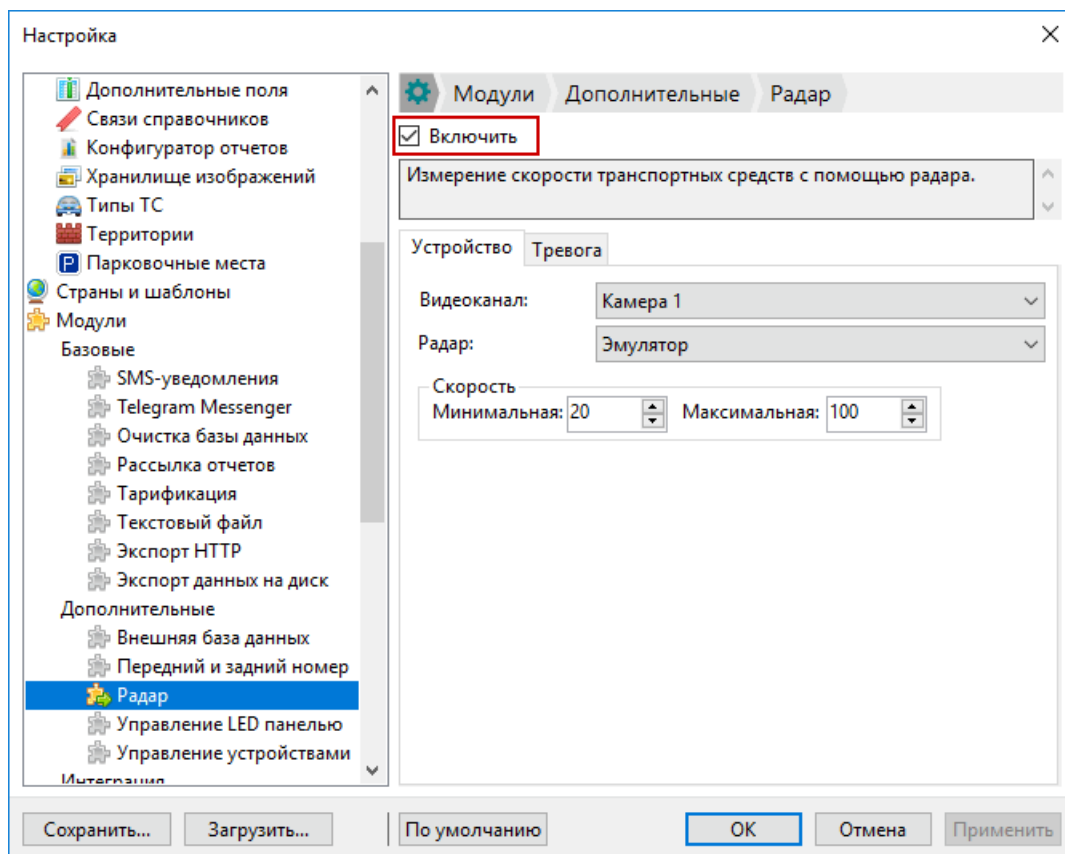 Настройка
Дополнительные поля
Связи справочников
Конфигуратор отчетов
Хранилище изображений
Типы ТС
Территории
P Парковочные места
Страны и шаблоны
Модули
Базовые
SMS-уведомления
Telegram Messenger
Очистка базы данных
Рассылка отчетов
Тарификация
Текстовый файл
Экспорт HTTP
Экспорт данных на диск
Дополнительные
Внешняя база данных
Передний и задний номер
Радар
Управление LED панелью
Управление устройствами
Интеграция
Модули Дополнительные Радар
Включить
Измерение скорости транспортных средств с помощью радара.
Устройство Тревога
Видеоканал: Камера 1
Радар: Эмулятор
Скорость
Минимальная: 20 Максимальная: 100
Сохранить... Загрузить... По умолчанию OK Отмена Применить